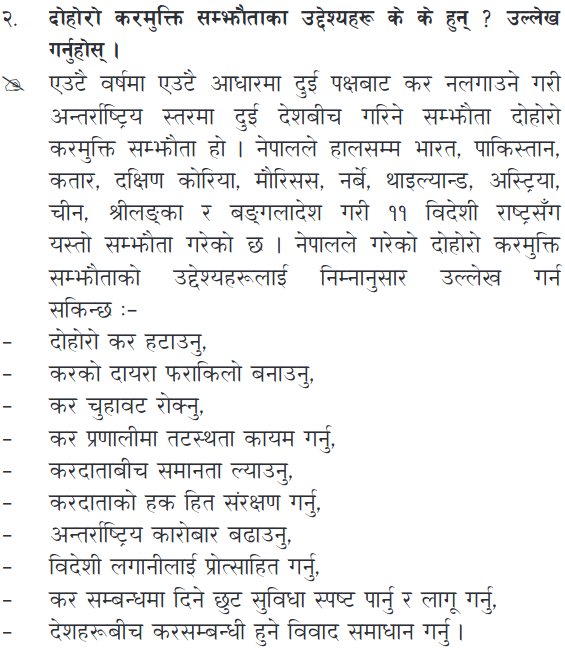 २. दोहोरो करमुक्ति सम्झौताका उद्देश्यहरू के के हुन् ? उल्लेख
गर्नुहोस् ।
✍ एउटै वर्षमा एउटै आधारमा दुई पक्षबाट कर नलगाउने गरी
अन्तर्राष्ट्रिय स्तरमा दुई देशबीच गरिने सम्झौता दोहोरो
करमुक्ति सम्झौता हो । नेपालले हालसम्म भारत, पाकिस्तान,
कतार, दक्षिण कोरिया, मौरिसस, नर्वे, थाइल्यान्ड, अस्ट्रिया,
चीन, श्रीलङ्का र बङ्गलादेश गरी ११ विदेशी राष्ट्रसँग
यस्तो सम्झौता गरेको छ । नेपालले गरेको दोहोरो करमुक्ति
सम्झौताको उद्देश्यहरूलाई निम्नानुसार उल्लेख गर्न
सकिन्छ :–
– दोहोरो कर हटाउनु,
– करको दायरा फराकिलो बनाउनु,
– कर चुहावट रोक्नु,
– कर प्रणालीमा तटस्थता कायम गर्नु,
– करदाताबीच समानता ल्याउनु,
– करदाताको हक हित संरक्षण गर्नु,
– अन्तर्राष्ट्रिय कारोबार बढाउनु,
– विदेशी लगानीलाई प्रोत्साहित गर्नु,
– कर सम्बन्धमा दिने छुट सुविधा स्पष्ट पार्नु र लागू गर्नु,
– देशहरूबीच करसम्बन्धी हुने विवाद समाधान गर्नु ।